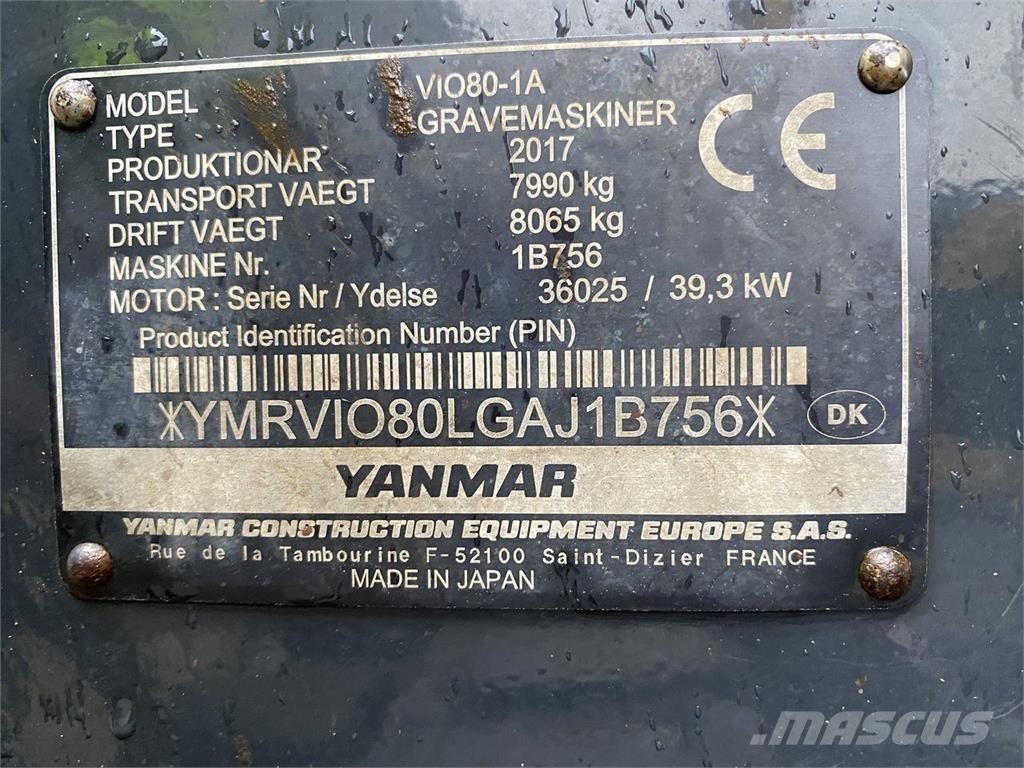 MODEL VIO80-1A
TYPE GRAVEMASKINER
PRODUKTIONAR 2017
TRANSPORT VAEGT 7990 kg
DRIFT VAEGT 8065 kg
MASKINE Nr. 1B756
MOTOR : Serie Nr / Ydelse 36025 / 39,3 kW
CE
Product Identification Number (PIN)
YMRVIO80LGAJ1B756
DK
YANMAR
YANMAR CONSTRUCTION EQUIPMENT EUROPE S.A.S.
Rue de la Tambourine F-52100 Saint-Dizier FRANCE
MADE IN JAPAN
MASCUS